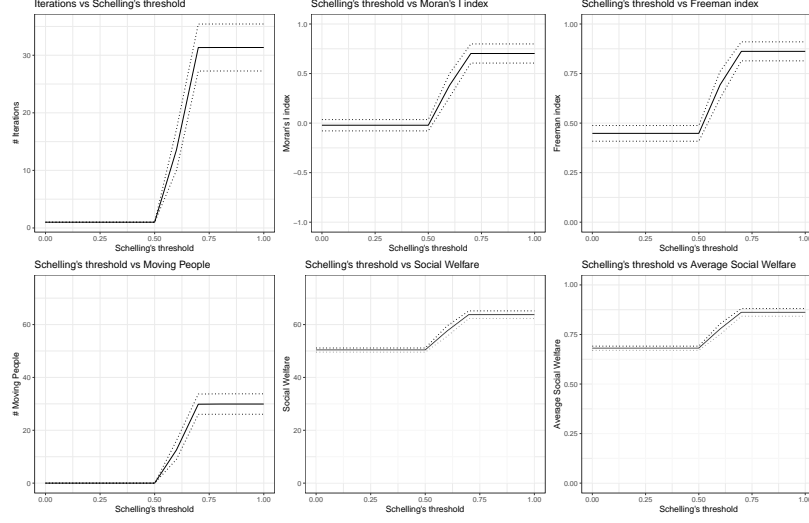 Iterations vs Schelling's threshold
Schelling's threshold vs Moran's I index
Schelling's threshold vs Freeman index
# Iterations
30
20
10
0
0.00 0.25 0.50 0.75 1.00
Schelling's threshold
Moran's I index
1.0
0.5
0.0
−0.5
−1.0
0.00 0.25 0.50 0.75 1.00
Schelling's threshold
Freeman index
1.00
0.75
0.50
0.25
0.00
0.00 0.25 0.50 0.75 1.00
Schelling's threshold
Schelling's threshold vs Moving People
Schelling's threshold vs Social Welfare
Schelling's threshold vs Average Social Welfare
# Moving People
60
40
20
0
0.00 0.25 0.50 0.75 1.00
Schelling's threshold
Social Welfare
60
40
20
0
0.00 0.25 0.50 0.75 1.00
Schelling's threshold
Average Social Welfare
1.00
0.75
0.50
0.25
0.00
0.00 0.25 0.50 0.75 1.00
Schelling's threshold